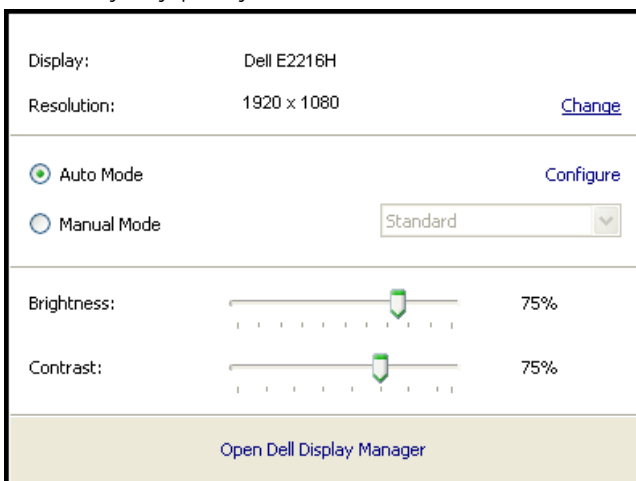 Display: Dell E2216H
Resolution: 1920 x 1080 Change
Auto Mode Configure
Manual Mode Standard
Brightness: 75%
Contrast: 75%
Open Dell Display Manager